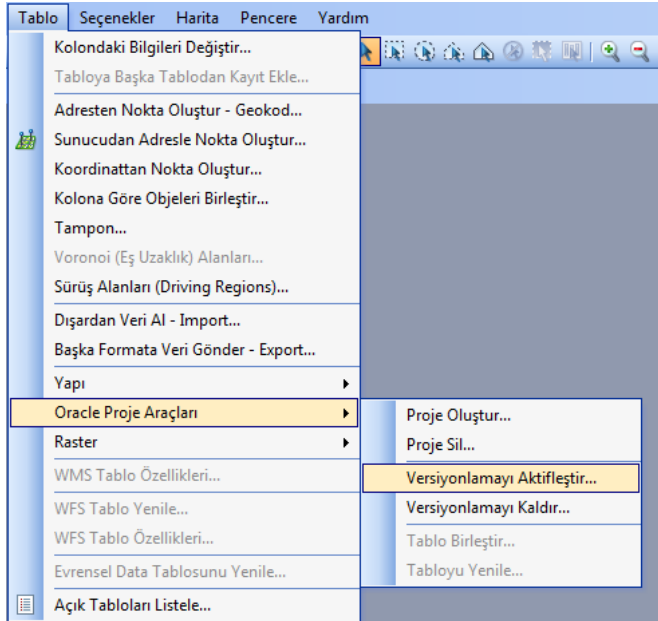 Tablo Seçenekler Harita Pencere Yardım
Kolondaki Bilgileri Değiştir...
Tabloya Başka Tablodan Kayıt Ekle...
Adresten Nokta Oluştur - Geokod...
Sunucudan Adresle Nokta Oluştur...
Koordinattan Nokta Oluştur...
Kolona Göre Objeleri Birleştir...
Tampon...
Voronoi (Eş Uzaklık) Alanları...
Sürüş Alanları (Driving Regions)...
Dışardan Veri Al - Import...
Başka Formata Veri Gönder - Export...
Yapı
Oracle Proje Araçları
Raster
WMS Tablo Özellikleri...
WFS Tablo Yenile...
WFS Tablo Özellikleri...
Evrensel Data Tablosunu Yenile...
Açık Tabloları Listele...
Proje Oluştur...
Proje Sil...
Versiyonlamayı Aktifleştir...
Versiyonlamayı Kaldır...
Tablo Birleştir...
Tabloyu Yenile...